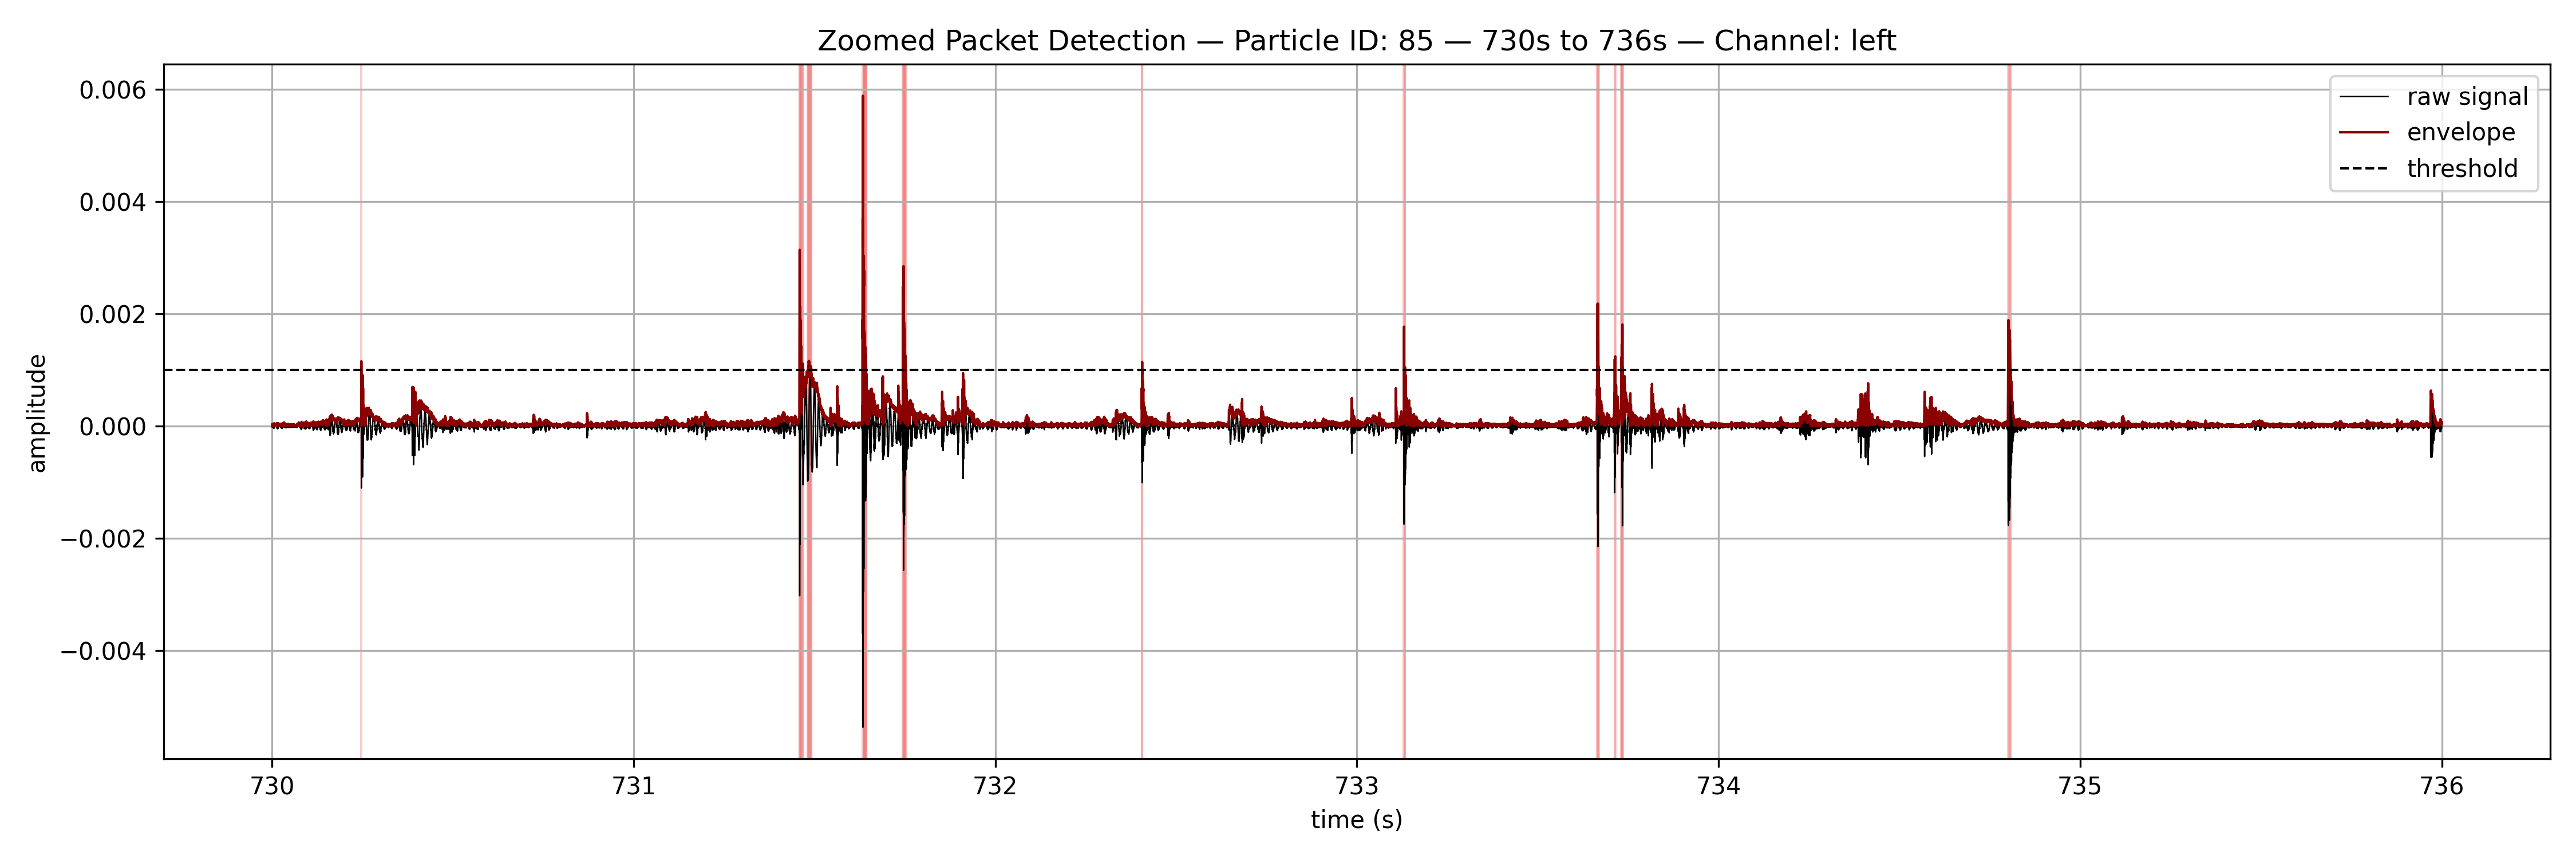 Zoomed Packet Detection — Particle ID: 85 — 730s to 736s — Channel: left
raw signal
envelope
threshold
0.006
0.004
0.002
0.000
−0.002
−0.004
amplitude
730 731 732 733 734 735 736
time (s)